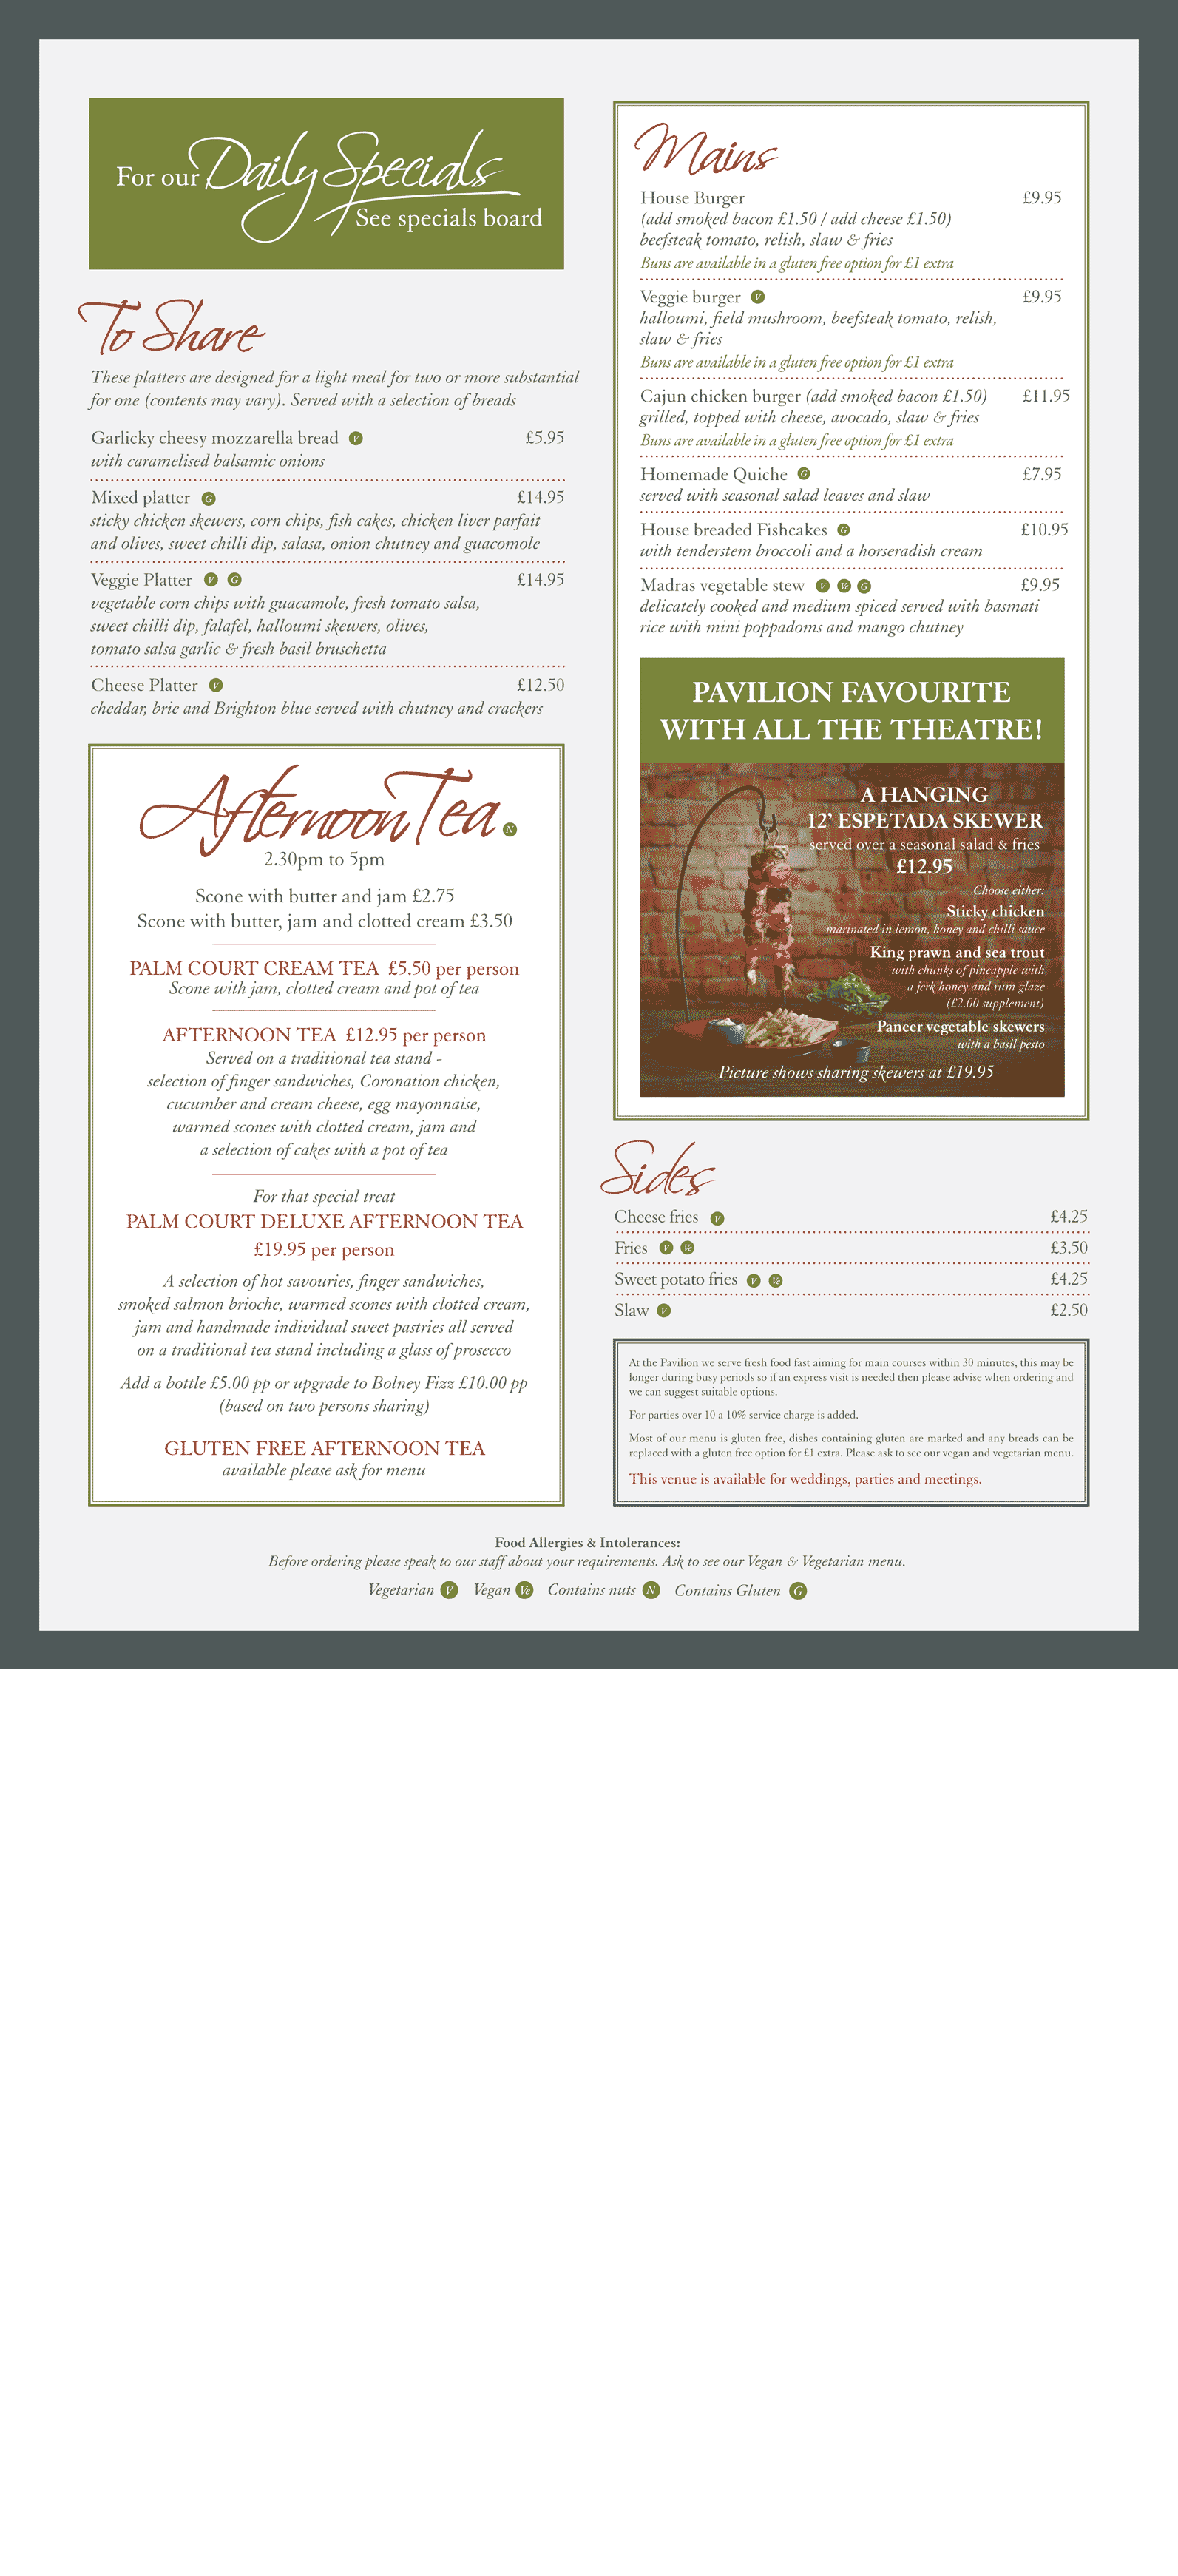 For our Daily Specials
See specials board
To Share
These platters are designed for a light meal for two or more substantial
for one (contents may vary). Served with a selection of breads
Garlicky cheesy mozzarella bread V £5.95
with caramelised balsamic onions
Mixed platter G £14.95
sticky chicken skewers, corn chips, fish cakes, chicken liver parfait
and olives, sweet chilli dip, salasa, onion chutney and guacomole
Veggie Platter V G £14.95
vegetable corn chips with guacamole, fresh tomato salsa,
sweet chilli dip, falafel, halloumi skewers, olives,
tomato salsa garlic & fresh basil bruschetta
Cheese Platter V £12.50
cheddar, brie and Brighton blue served with chutney and crackers
Afternoon Tea N
2.30pm to 5pm
Scone with butter and jam £2.75
Scone with butter, jam and clotted cream £3.50
PALM COURT CREAM TEA £5.50 per person
Scone with jam, clotted cream and pot of tea
AFTERNOON TEA £12.95 per person
Served on a traditional tea stand -
selection of finger sandwiches, Coronation chicken,
cucumber and cream cheese, egg mayonnaise,
warmed scones with clotted cream, jam and
a selection of cakes with a pot of tea
For that special treat
PALM COURT DELUXE AFTERNOON TEA
£19.95 per person
A selection of hot savouries, finger sandwiches,
smoked salmon brioche, warmed scones with clotted cream,
jam and handmade individual sweet pastries all served
on a traditional tea stand including a glass of prosecco
Add a bottle £5.00 pp or upgrade to Bolney Fizz £10.00 pp
(based on two persons sharing)
GLUTEN FREE AFTERNOON TEA
available please ask for menu
Mains
House Burger £9.95
(add smoked bacon £1.50 / add cheese £1.50)
beefsteak tomato, relish, slaw & fries
Buns are available in a gluten free option for £1 extra
Veggie burger V £9.95
halloumi, field mushroom, beefsteak tomato, relish,
slaw & fries
Buns are available in a gluten free option for £1 extra
Cajun chicken burger (add smoked bacon £1.50) £11.95
grilled, topped with cheese, avocado, slaw & fries
Buns are available in a gluten free option for £1 extra
Homemade Quiche G £7.95
served with seasonal salad leaves and slaw
House breaded Fishcakes G £10.95
with tenderstem broccoli and a horseradish cream
Madras vegetable stew V Ve G £9.95
delicately cooked and medium spiced served with basmati
rice with mini poppadoms and mango chutney
PAVILION FAVOURITE
WITH ALL THE THEATRE!
A HANGING
12’ ESPETADA SKEWER
served over a seasonal salad & fries
£12.95
Choose either:
Sticky chicken
marinated in lemon, honey and chilli sauce
King prawn and sea trout
with chunks of pineapple with
a jerk honey and rum glaze
(£2.00 supplement)
Paneer vegetable skewers
with a basil pesto
Picture shows sharing skewers at £19.95
Sides
Cheese fries V £4.25
Fries V Ve £3.50
Sweet potato fries V Ve £4.25
Slaw V £2.50
At the Pavilion we serve fresh food fast aiming for main courses within 30 minutes, this may be
longer during busy periods so if an express visit is needed then please advise when ordering and
we can suggest suitable options.
For parties over 10 a 10% service charge is added.
Most of our menu is gluten free, dishes containing gluten are marked and any breads can be
replaced with a gluten free option for £1 extra. Please ask to see our vegan and vegetarian menu.
This venue is available for weddings, parties and meetings.
Food Allergies & Intolerances:
Before ordering please speak to our staff about your requirements. Ask to see our Vegan & Vegetarian menu.
Vegetarian V Vegan Ve Contains nuts N Contains Gluten G